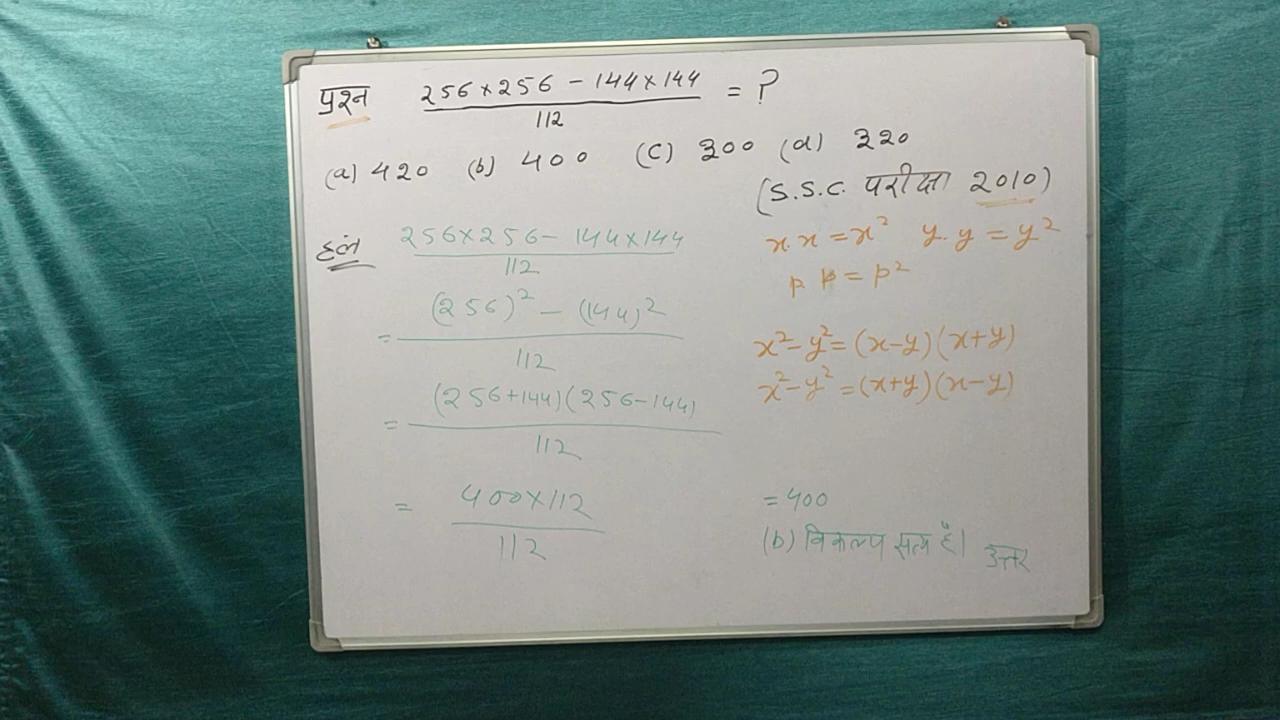 प्रश्न 256×256 - 144×144 / 112 = ?
(a) 420 (b) 400 (C) 300 (d) 320
(S.S.C. परीक्षा 2010)
हल 256×256 - 144×144 / 112
= (256)² - (144)² / 112
= (256+144)(256-144) / 112
= 400×112 / 112
x.x = x² y.y = y²
p.p = p²
x²-y² = (x-y)(x+y)
x²-y² = (x+y)(x-y)
= 400
(b) विकल्प सत्य है। उत्तर